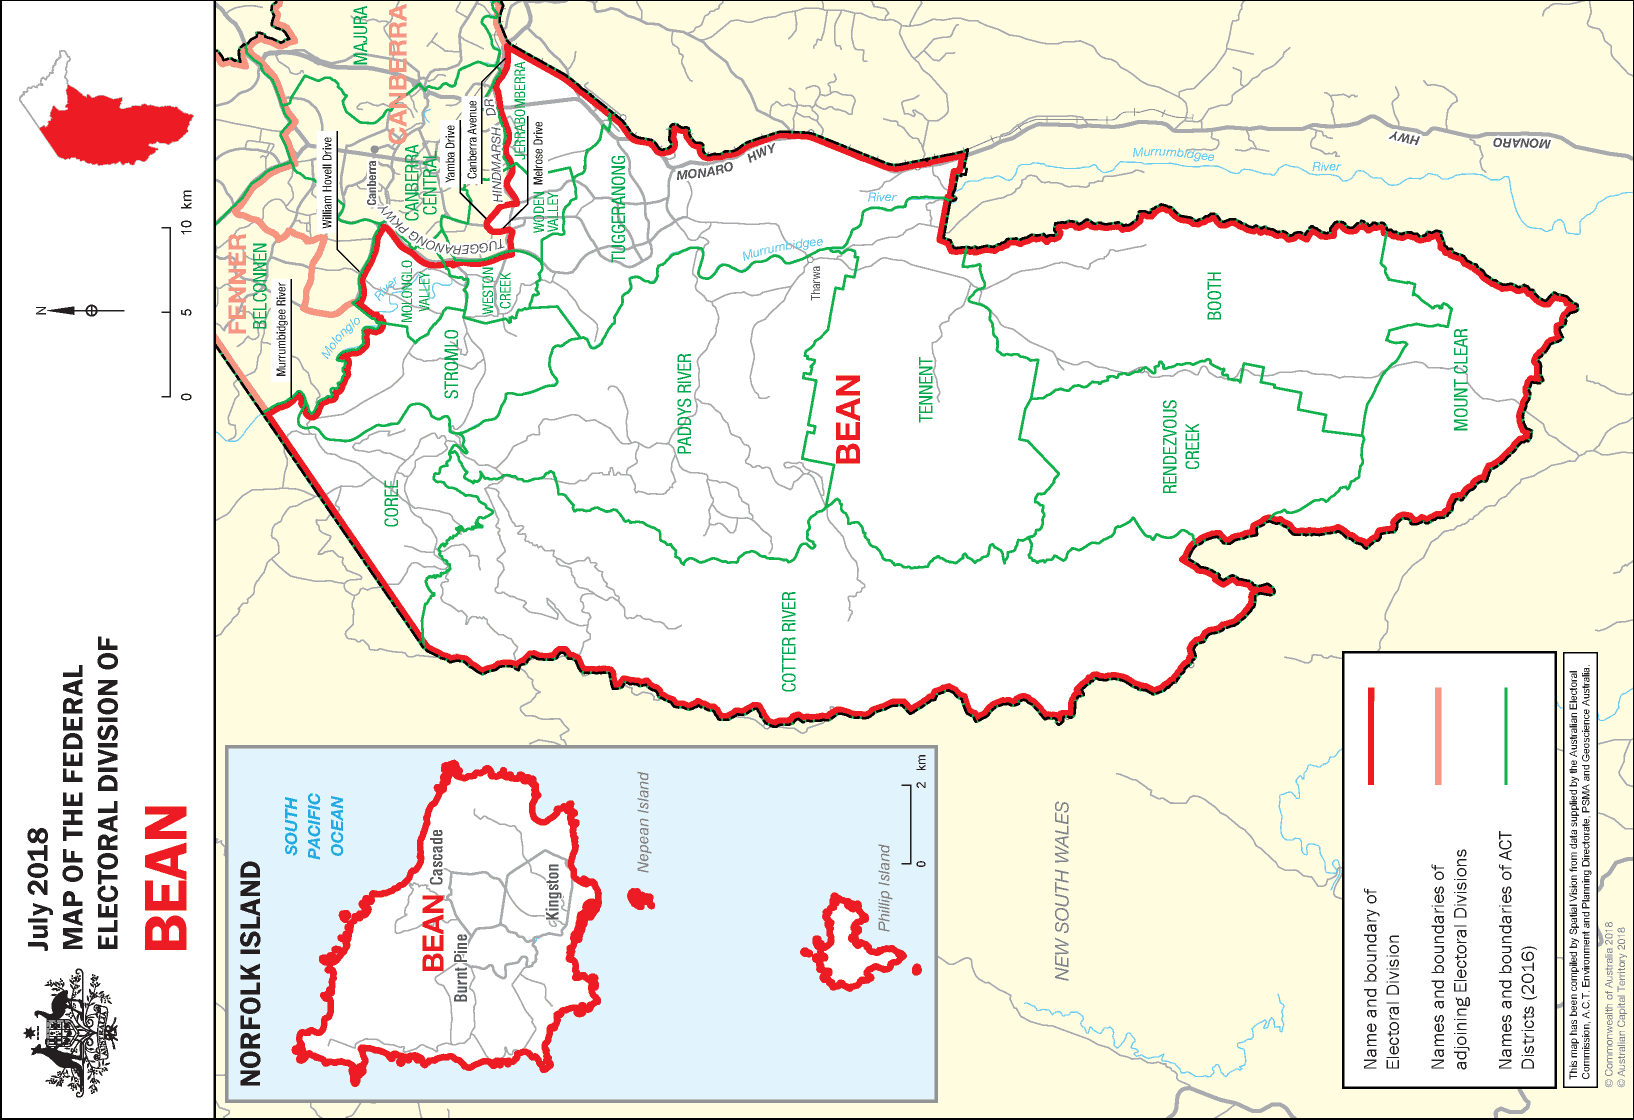 July 2018
MAP OF THE FEDERAL
ELECTORAL DIVISION OF
BEAN
N
0
5
10 km
NORFOLK ISLAND
SOUTH
PACIFIC
OCEAN
BEAN
Cascade
Burnt Pine
Kingston
Nepean Island
Phillip Island
0
2 km
FENNER
BELCONNEN
Murrumbidgee River
William Hovell Drive
MAJURA
CANBERRA
Canberra
CANBERRA
CENTRAL
Yamba Drive
Canberra Avenue
HINDMARSH DR
JERRABOMBERRA
Melrose Drive
TUGGERANONG PKWY
Molonglo
River
MOLONGLO
VALLEY
WESTON
CREEK
WODEN
VALLEY
STROMLO
COREE
TUGGERANONG
MONARO HWY
Murrumbidgee
River
Tharwa
PADDYS RIVER
BEAN
TENNENT
COTTER RIVER
BOOTH
RENDEZVOUS
CREEK
MOUNT CLEAR
Murrumbidgee
River
MONARO HWY
NEW SOUTH WALES
Name and boundary of
Electoral Division
Names and boundaries of
adjoining Electoral Divisions
Names and boundaries of ACT
Districts (2016)
This map has been compiled by Spatial Vision from data supplied by the Australian Electoral
Commission, A.C.T. Environment and Planning Directorate, PSMA and Geoscience Australia.
© Commonwealth of Australia 2018
© Australian Capital Territory 2018